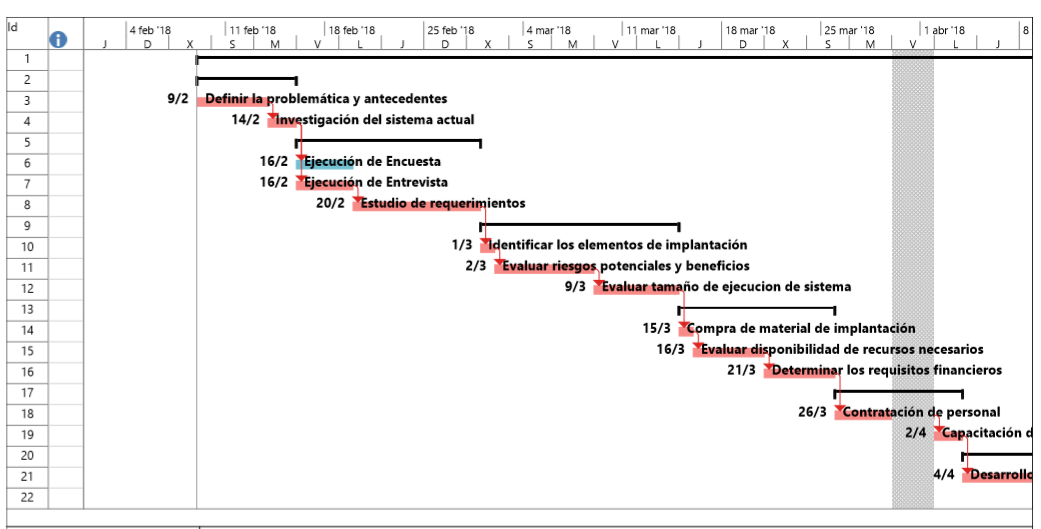 Id
4 feb '18 11 feb '18 18 feb '18 25 feb '18 4 mar '18 11 mar '18 18 mar '18 25 mar '18 1 abr '18 8
J D X S M V L J D X S M V L J D X S M V L J
1
2
3 9/2 Definir la problemática y antecedentes
4 14/2 Investigación del sistema actual
5
6 16/2 Ejecución de Encuesta
7 16/2 Ejecución de Entrevista
8 20/2 Estudio de requerimientos
9
10 1/3 Identificar los elementos de implantación
11 2/3 Evaluar riesgos potenciales y beneficios
12 9/3 Evaluar tamaño de ejecucion de sistema
13
14 15/3 Compra de material de implantación
15 16/3 Evaluar disponibilidad de recursos necesarios
16 21/3 Determinar los requisitos financieros
17
18 26/3 Contratación de personal
19 2/4 Capacitación d
20
21 4/4 Desarrollo
22